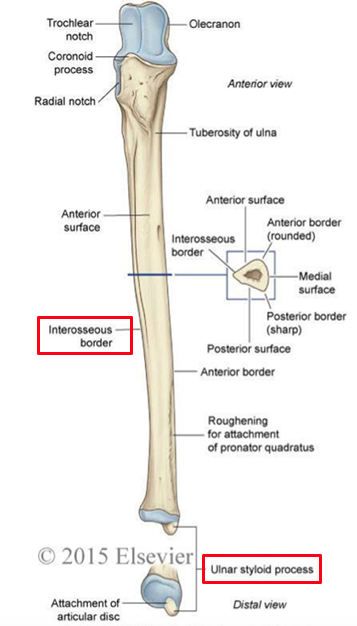 Trochlear
notch
Olecranon
Coronoid
process
Anterior view
Radial notch
Tuberosity of ulna
Anterior surface
Anterior
surface
Anterior border
(rounded)
Interosseous
border
Medial
surface
Posterior border
(sharp)
Posterior surface
Interosseous
border
Anterior border
Roughening
for attachment
of pronator quadratus
© 2015 Elsevier
Ulnar styloid process
Attachment of
articular disc
Distal view